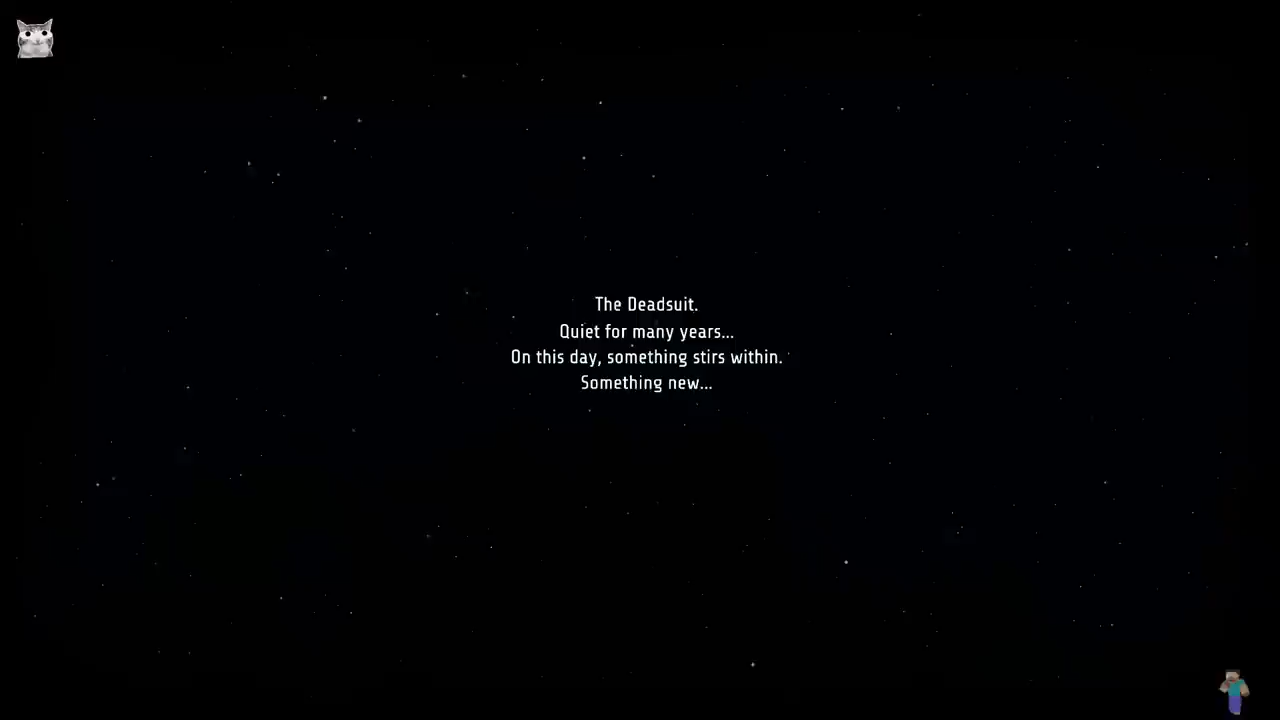 The Deadsuit.
Quiet for many years...
On this day, something stirs within.
Something new...